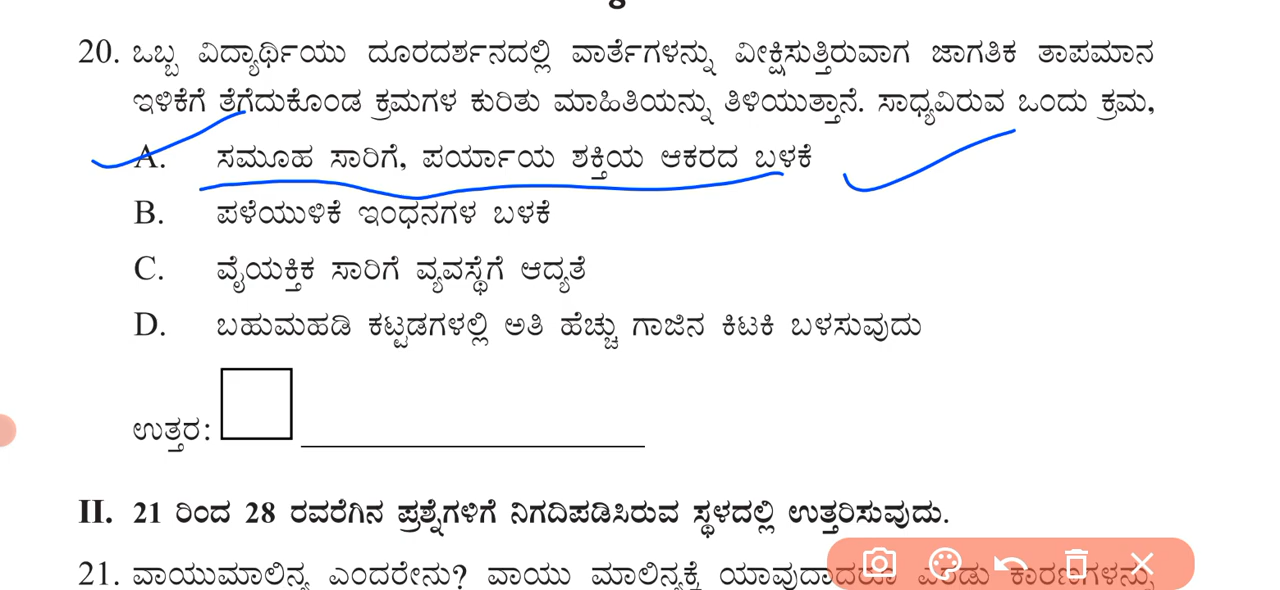 20. ಒಬ್ಬ ವಿದ್ಯಾರ್ಥಿಯು ದೂರದರ್ಶನದಲ್ಲಿ ವಾರ್ತೆಗಳನ್ನು ವೀಕ್ಷಿಸುತ್ತಿರುವಾಗ ಜಾಗತಿಕ ತಾಪಮಾನ
ಇಳಿಕೆಗೆ ತೆಗೆದುಕೊಂಡ ಕ್ರಮಗಳ ಕುರಿತು ಮಾಹಿತಿಯನ್ನು ತಿಳಿಯುತ್ತಾನೆ. ಸಾಧ್ಯವಿರುವ ಒಂದು ಕ್ರಮ,
A. ಸಮೂಹ ಸಾರಿಗೆ, ಪರ್ಯಾಯ ಶಕ್ತಿಯ ಆಕರದ ಬಳಕೆ
B. ಪಳೆಯುಳಿಕೆ ಇಂಧನಗಳ ಬಳಕೆ
C. ವೈಯಕ್ತಿಕ ಸಾರಿಗೆ ವ್ಯವಸ್ಥೆಗೆ ಆದ್ಯತೆ
D. ಬಹುಮಹಡಿ ಕಟ್ಟಡಗಳಲ್ಲಿ ಅತಿ ಹೆಚ್ಚು ಗಾಜಿನ ಕಿಟಕಿ ಬಳಸುವುದು
ಉತ್ತರ:
II. 21 ರಿಂದ 28 ರವರೆಗಿನ ಪ್ರಶ್ನೆಗಳಿಗೆ ನಿಗದಿಪಡಿಸಿರುವ ಸ್ಥಳದಲ್ಲಿ ಉತ್ತರಿಸುವುದು.
21. ವಾಯುಮಾಲಿನ್ಯ ಎಂದರೇನು? ವಾಯು ಮಾಲಿನ್ಯಕ್ಕೆ ಯಾವುದಾದರೂ ಎರಡು ಕಾರಣಗಳನ್ನು